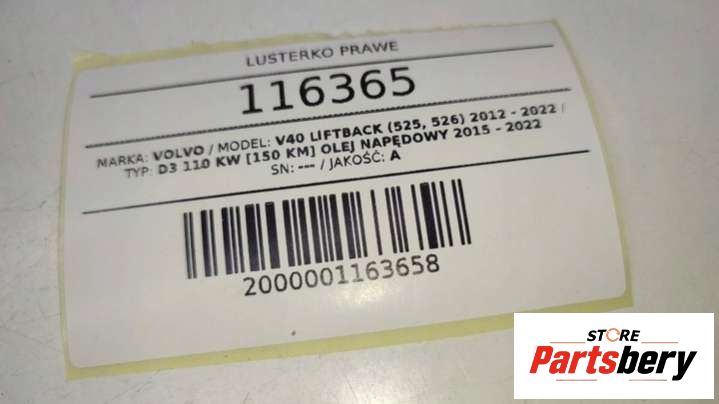 LUSTERKO PRAWE
116365
MARKA: VOLVO / MODEL: V40 LIFTBACK (525, 526) 2012 - 2022 /
TYP: D3 110 KW [150 KM] OLEJ NAPĘDOWY 2015 - 2022
SN: --- / JAKOŚĆ: A
2000001163658
STORE
Partsbery